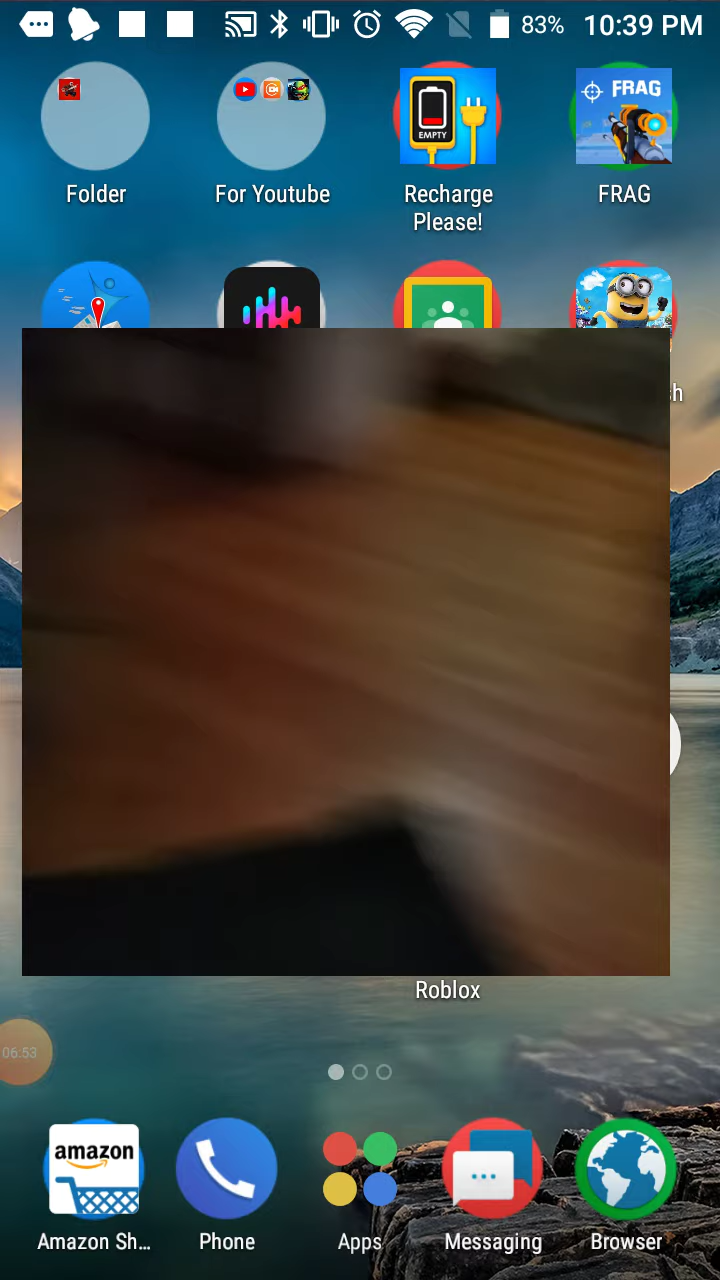 83% 10:39 PM
EMPTY
FRAG
Folder
For Youtube
Recharge
Please!
FRAG
h
Roblox
06:53
amazon
Amazon Sh...
Phone
Apps
Messaging
Browser